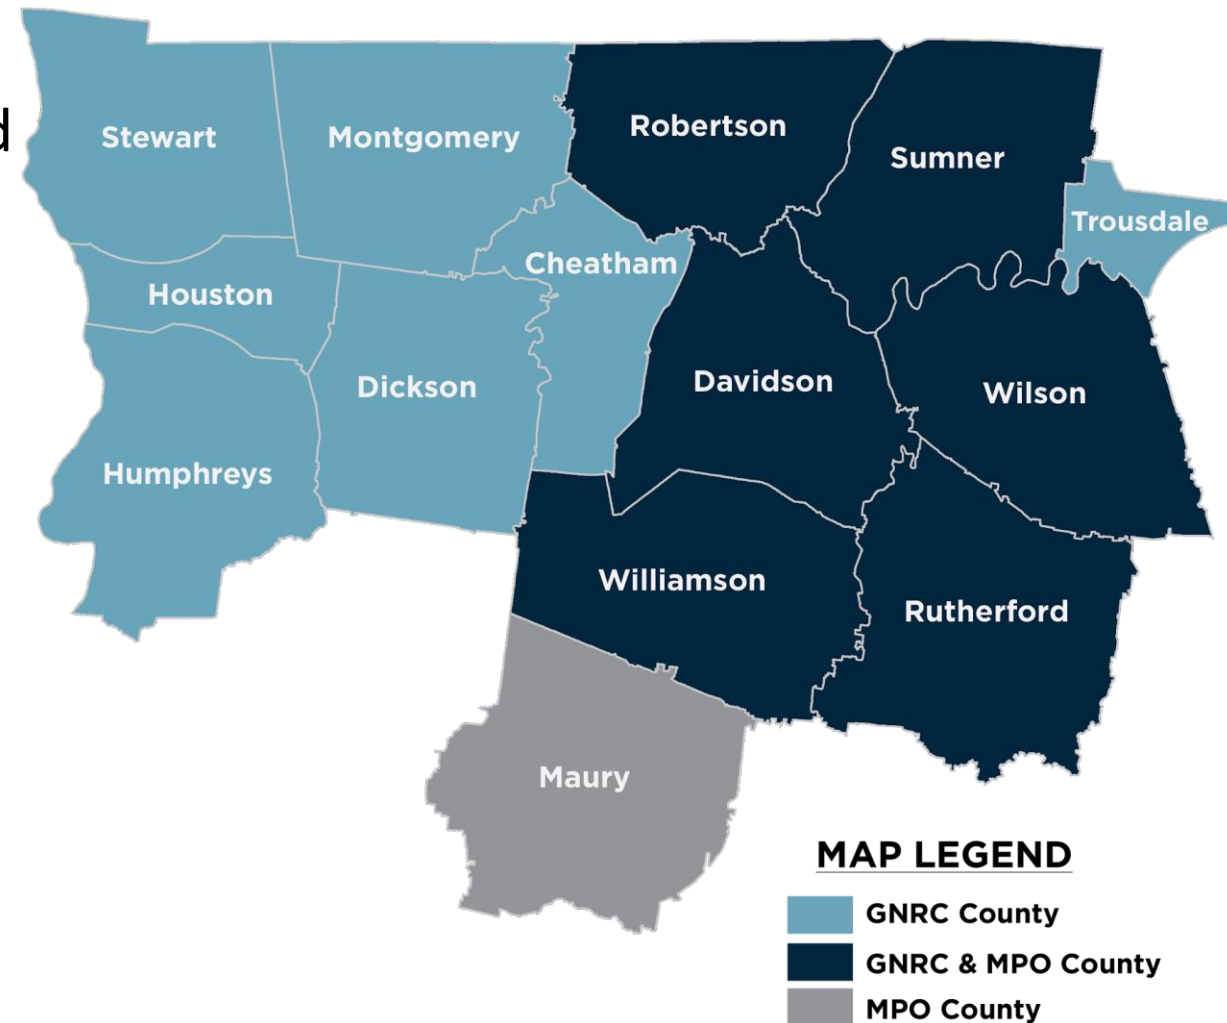 d
Stewart
Montgomery
Robertson
Sumner
Trousdale
Cheatham
Houston
Dickson
Davidson
Wilson
Humphreys
Williamson
Rutherford
Maury
MAP LEGEND
GNRC County
GNRC & MPO County
MPO County